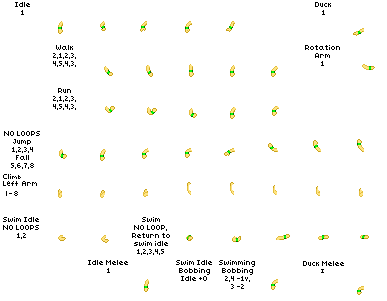 Idle
1
Duck
1
Walk
2,1,2,3,
4,5,4,3,
Rotation
Arm
1
Run
2,1,2,3,
4,5,4,3,
NO LOOPS
Jump
1,2,3,4
Fall
5,6,7,8
Climb
Left Arm
1-8
Swim Idle
NO LOOPS
1,2
Swim
NO LOOP,
Return to
swim idle
1,2,3,4,5
Swim Idle
Bobbing
Idle +0
Swimming
Bobbing
2,4 -1v,
3 -2
Idle Melee
1
Duck Melee
1